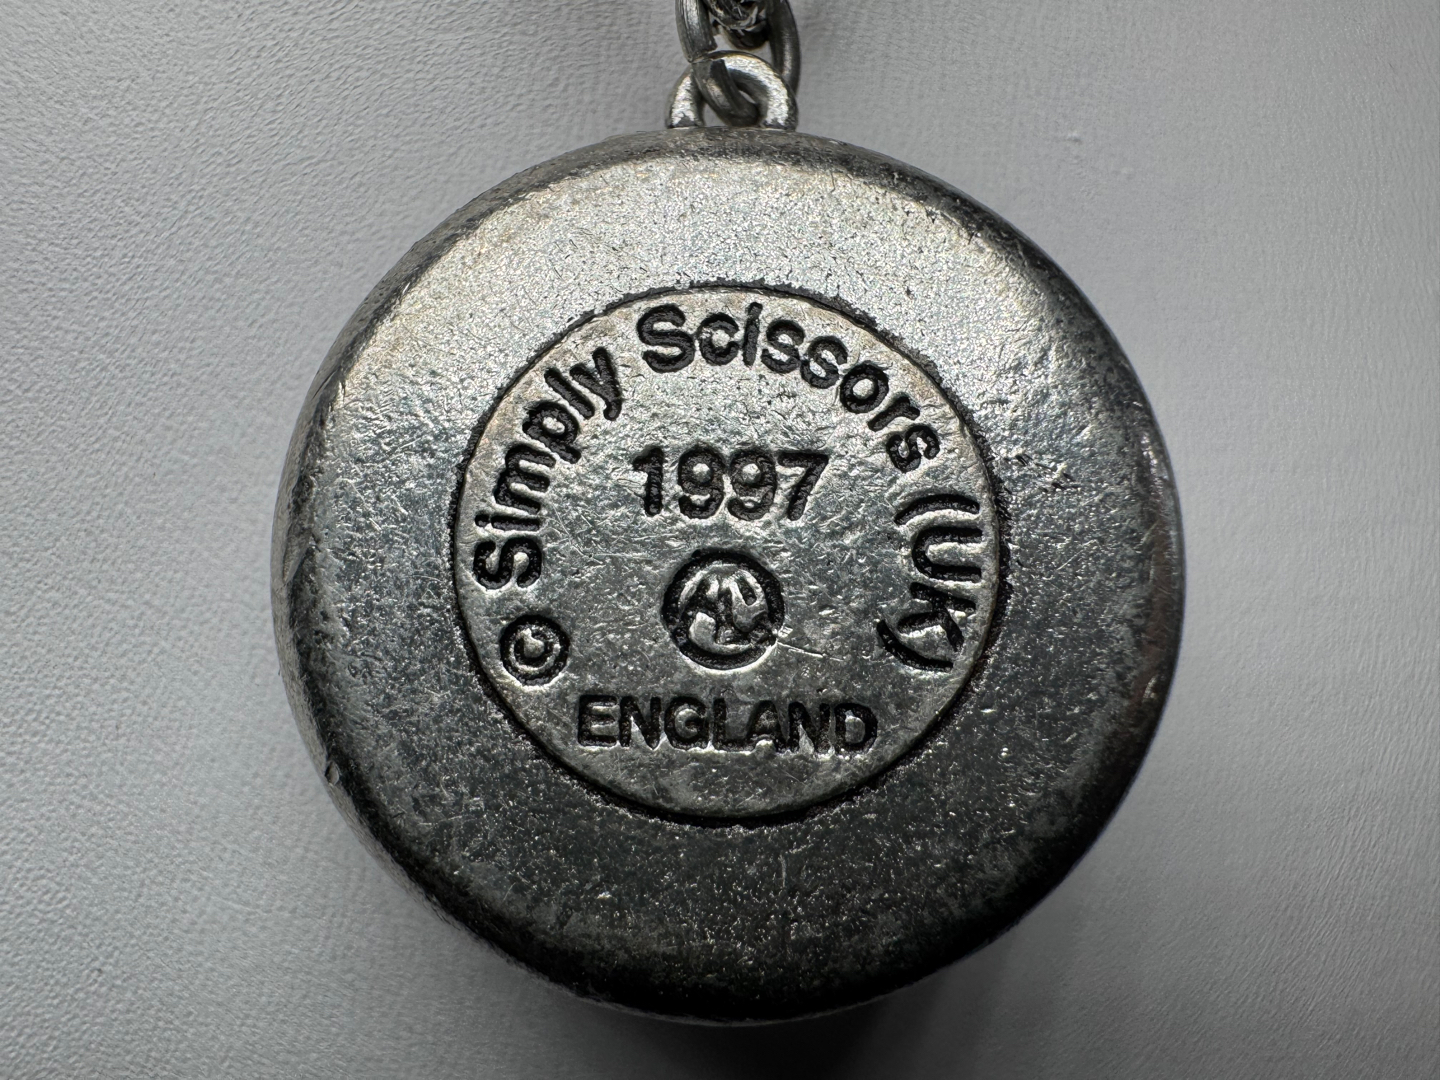 © Simply Scissors (UK)
1997
ENGLAND